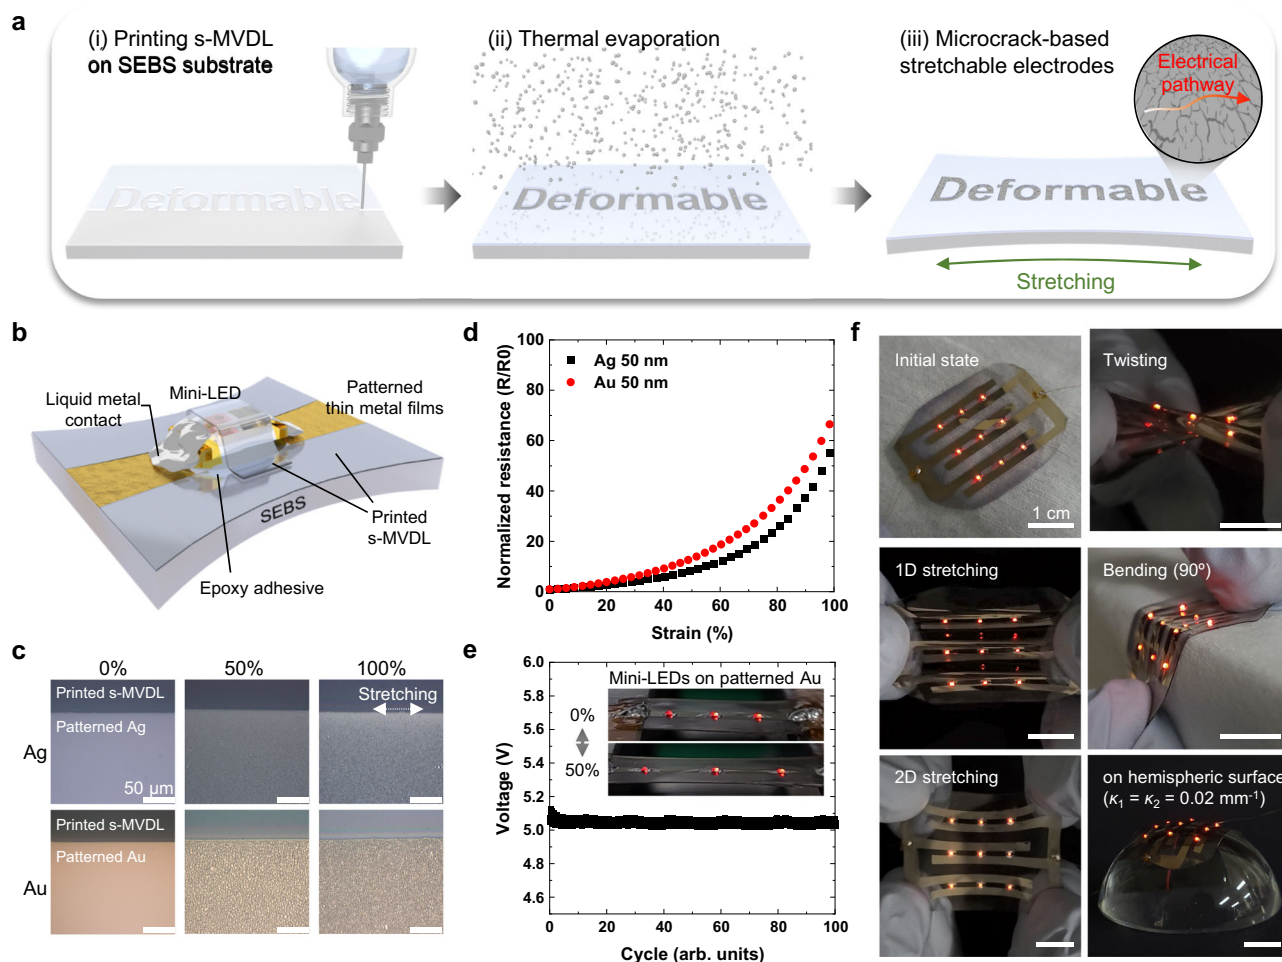 a
(i) Printing s-MVDL
on SEBS substrate
(ii) Thermal evaporation
(iii) Microcrack-based
stretchable electrodes
Electrical
pathway
Deformable
Deformable
Deformable
Stretching
b
Liquid metal
contact
Mini-LED
Patterned
thin metal films
SEBS
Printed
s-MVDL
Epoxy adhesive
c
0%
50%
100%
Printed s-MVDL
Patterned Ag
Stretching
Ag
50 µm
Printed s-MVDL
Patterned Au
Au
d
Normalized resistance (R/R0)
100
80
60
40
20
0
Ag 50 nm
Au 50 nm
0
20
40
60
80
100
Strain (%)
e
Voltage (V)
6.0
5.8
5.6
5.4
5.2
5.0
4.8
4.6
Mini-LEDs on patterned Au
0%
50%
0
20
40
60
80
100
Cycle (arb. units)
f
Initial state
1 cm
Twisting
1D stretching
Bending (90º)
2D stretching
on hemispheric surface
(κ₁ = κ₂ = 0.02 mm⁻¹)